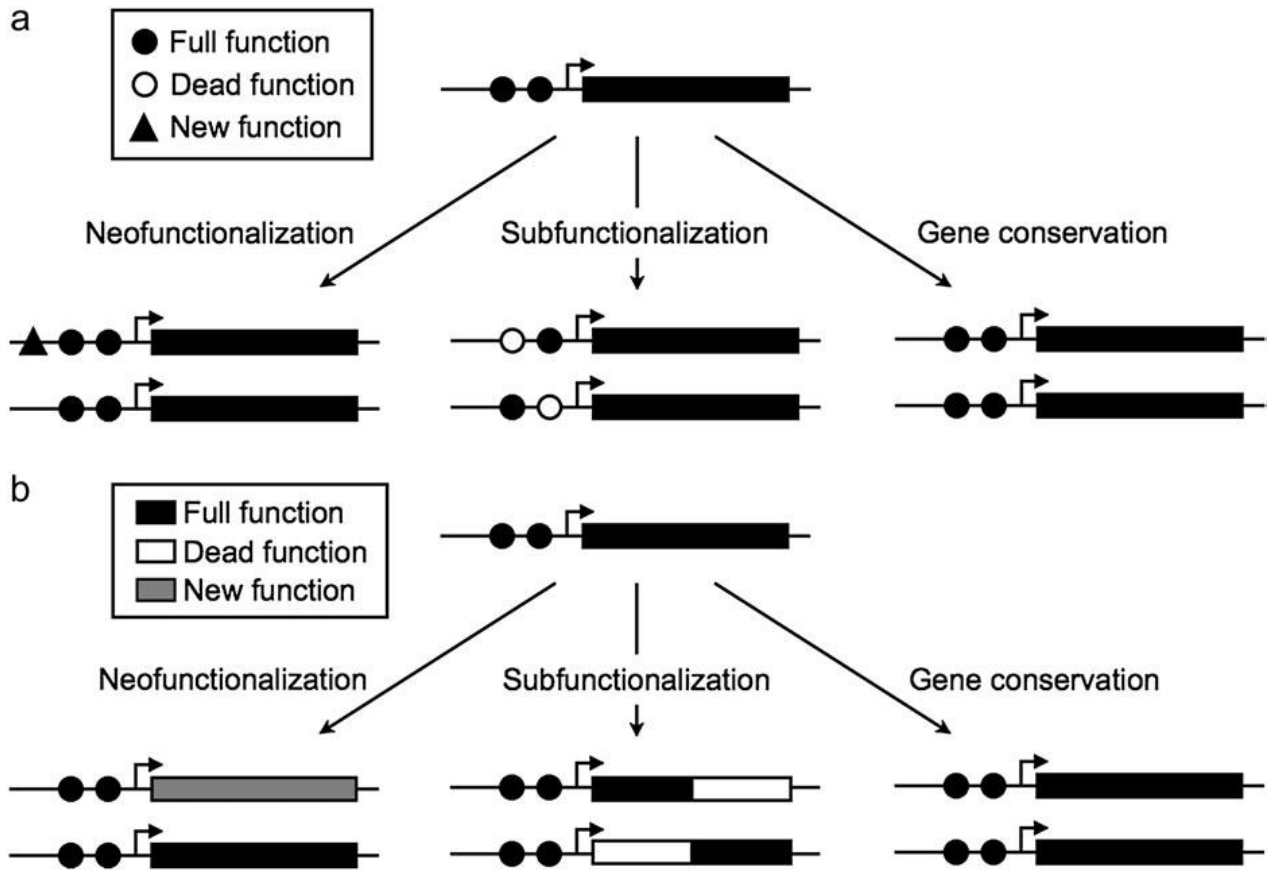 a
Full function
Dead function
New function
Neofunctionalization
Subfunctionalization
Gene conservation
b
Full function
Dead function
New function
Neofunctionalization
Subfunctionalization
Gene conservation